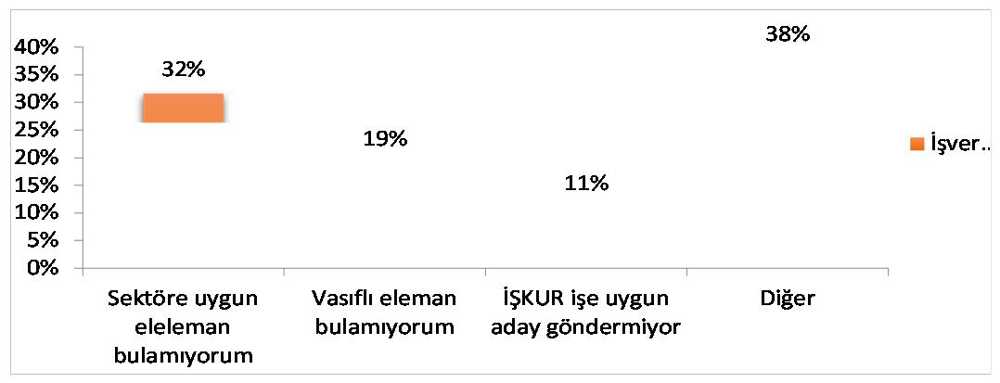 40%
35%
30%
25%
20%
15%
10%
5%
0%
32%
19%
11%
38%
Sektöre uygun
eleleman
bulamıyorum
Vasıflı eleman
bulamıyorum
İŞKUR işe uygun
aday göndermiyor
Diğer
İşver..